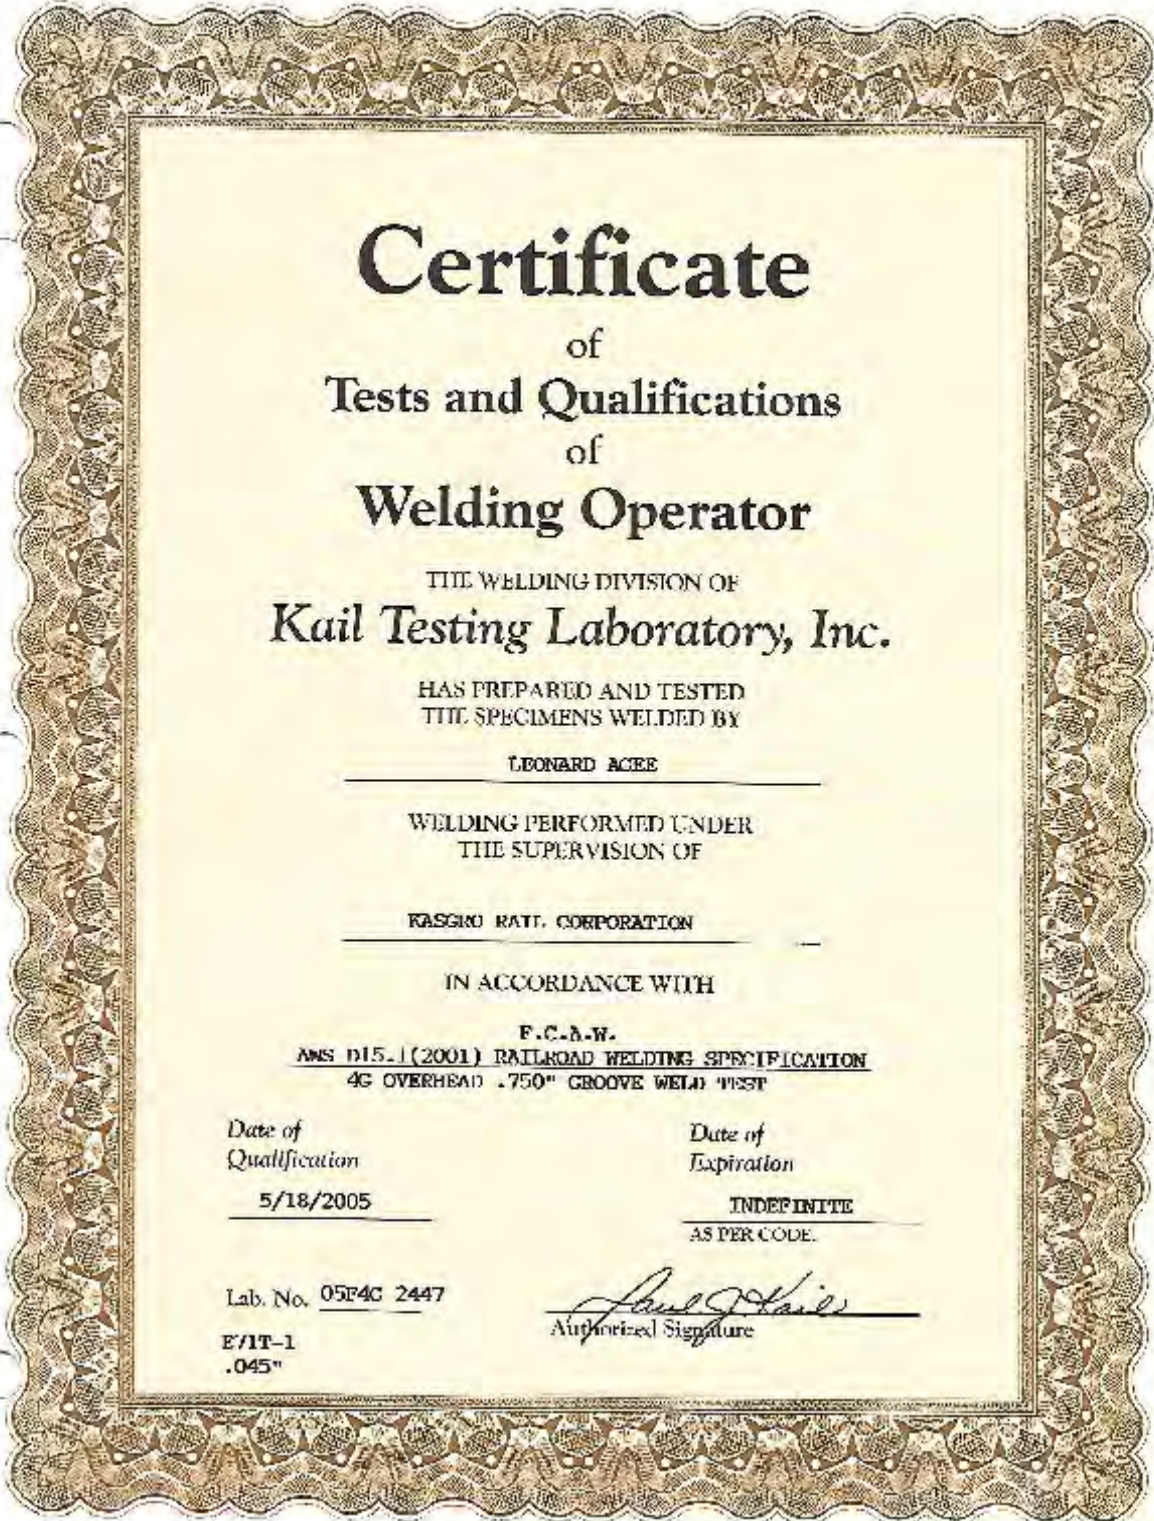 Certificate
of
Tests and Qualifications
of
Welding Operator
THE WELDING DIVISION OF
Kail Testing Laboratory, Inc.
HAS PREPARED AND TESTED
THE SPECIMENS WELDED BY
LEONARD AGEE
WELDING PERFORMED UNDER
THE SUPERVISION OF
KASGRO RAIL CORPORATION
IN ACCORDANCE WITH
F.C.A.W.
AWS D15.1(2001) RAILROAD WELDING SPECIFICATION
4G OVERHEAD .750" GROOVE WELD TEST
Date of Date of
Qualification Expiration
5/18/2005 INDEFINITE
AS PER CODE.
Lab. No. 05F4G 2447 Paul J Kail
Authorized Signature
E71T-1
.045"